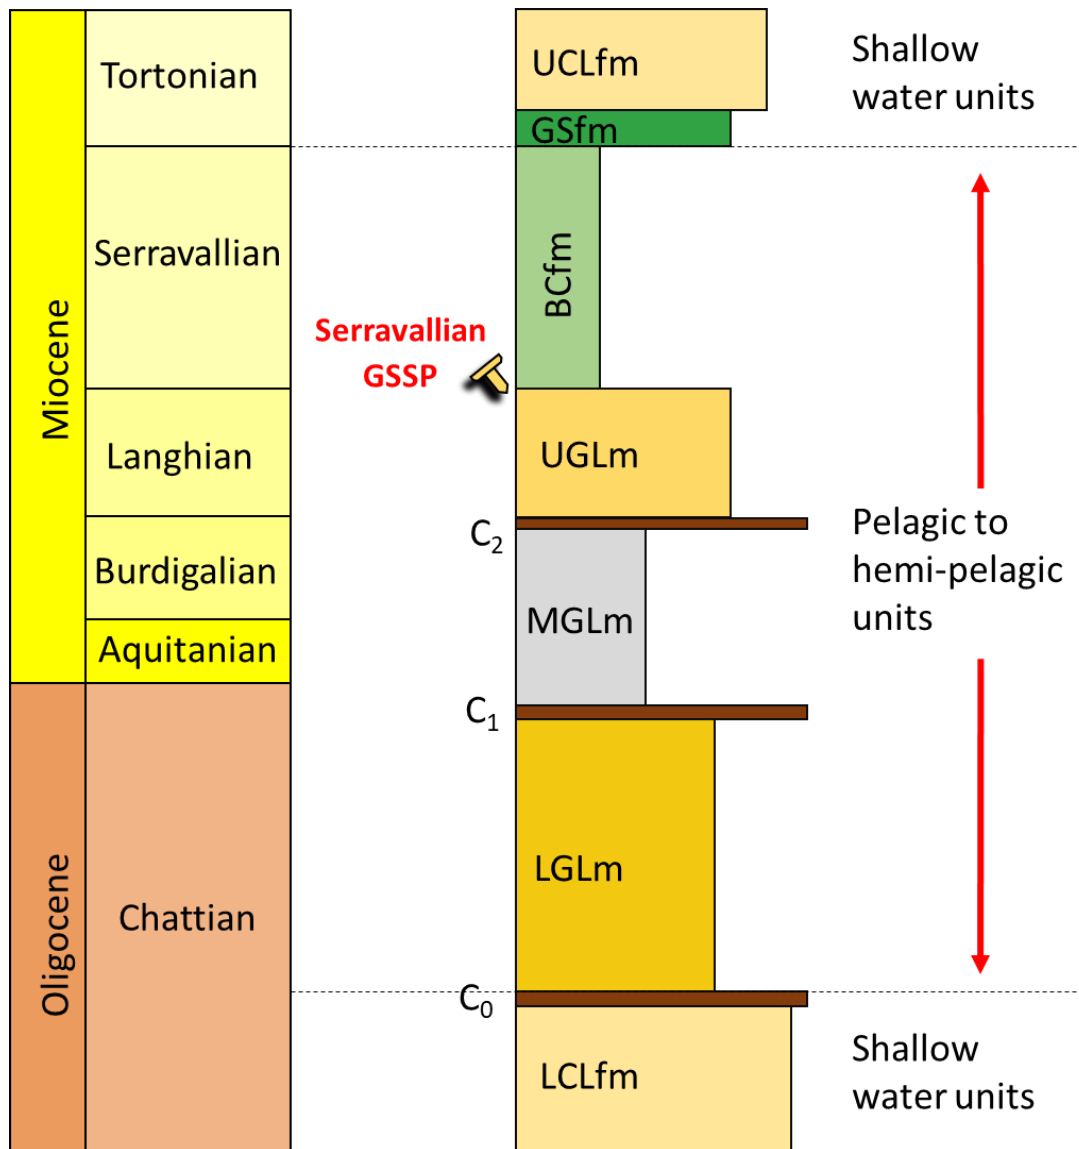 Miocene
Oligocene
Tortonian
Serravallian
Langhian
Burdigalian
Aquitanian
Chattian
Serravallian
GSSP
UCLfm
GSfm
BCfm
UGLm
C₂
MGLm
C₁
LGLm
C₀
LCLfm
Shallow
water units
Pelagic to
hemi-pelagic
units
Shallow
water units